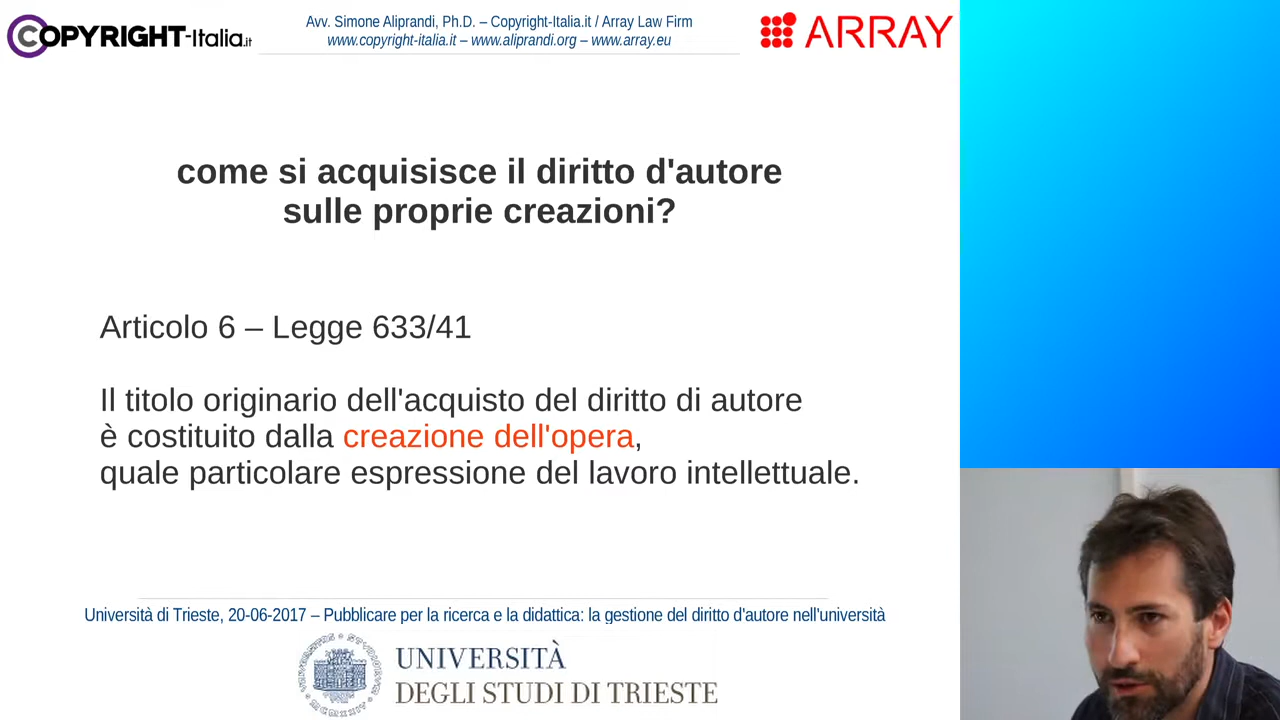 COPYRIGHT-Italia.it
Avv. Simone Aliprandi, Ph.D. – Copyright-Italia.it / Array Law Firm
www.copyright-italia.it – www.aliprandi.org – www.array.eu
ARRAY
come si acquisisce il diritto d'autore
sulle proprie creazioni?
Articolo 6 – Legge 633/41
Il titolo originario dell'acquisto del diritto di autore
è costituito dalla creazione dell'opera,
quale particolare espressione del lavoro intellettuale.
Università di Trieste, 20-06-2017 – Pubblicare per la ricerca e la didattica: la gestione del diritto d'autore nell'università
UNIVERSITÀ
DEGLI STUDI DI TRIESTE